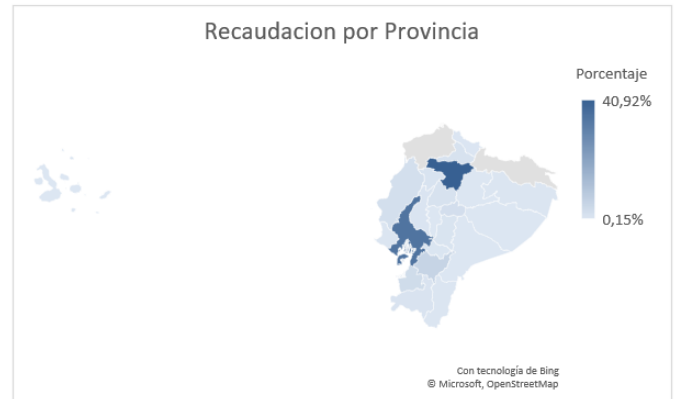 Recaudacion por Provincia
Porcentaje
40,92%
0,15%
Con tecnología de Bing
© Microsoft, OpenStreetMap